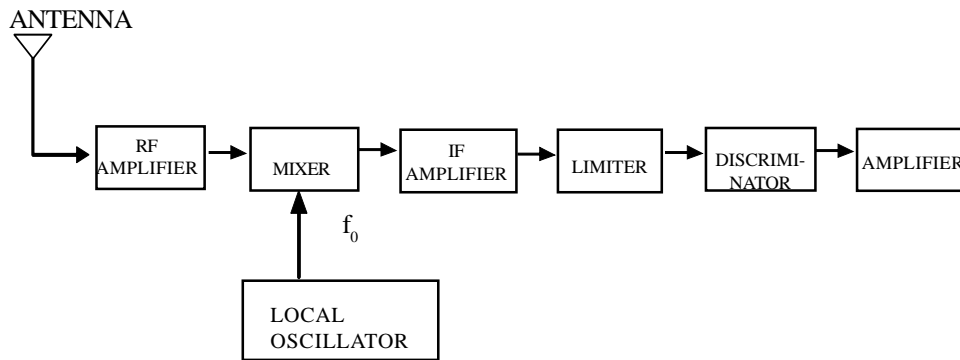 ANTENNA
RF
AMPLIFIER
MIXER
IF
AMPLIFIER
LIMITER
DISCRIMI-
NATOR
AMPLIFIER
f₀
LOCAL
OSCILLATOR